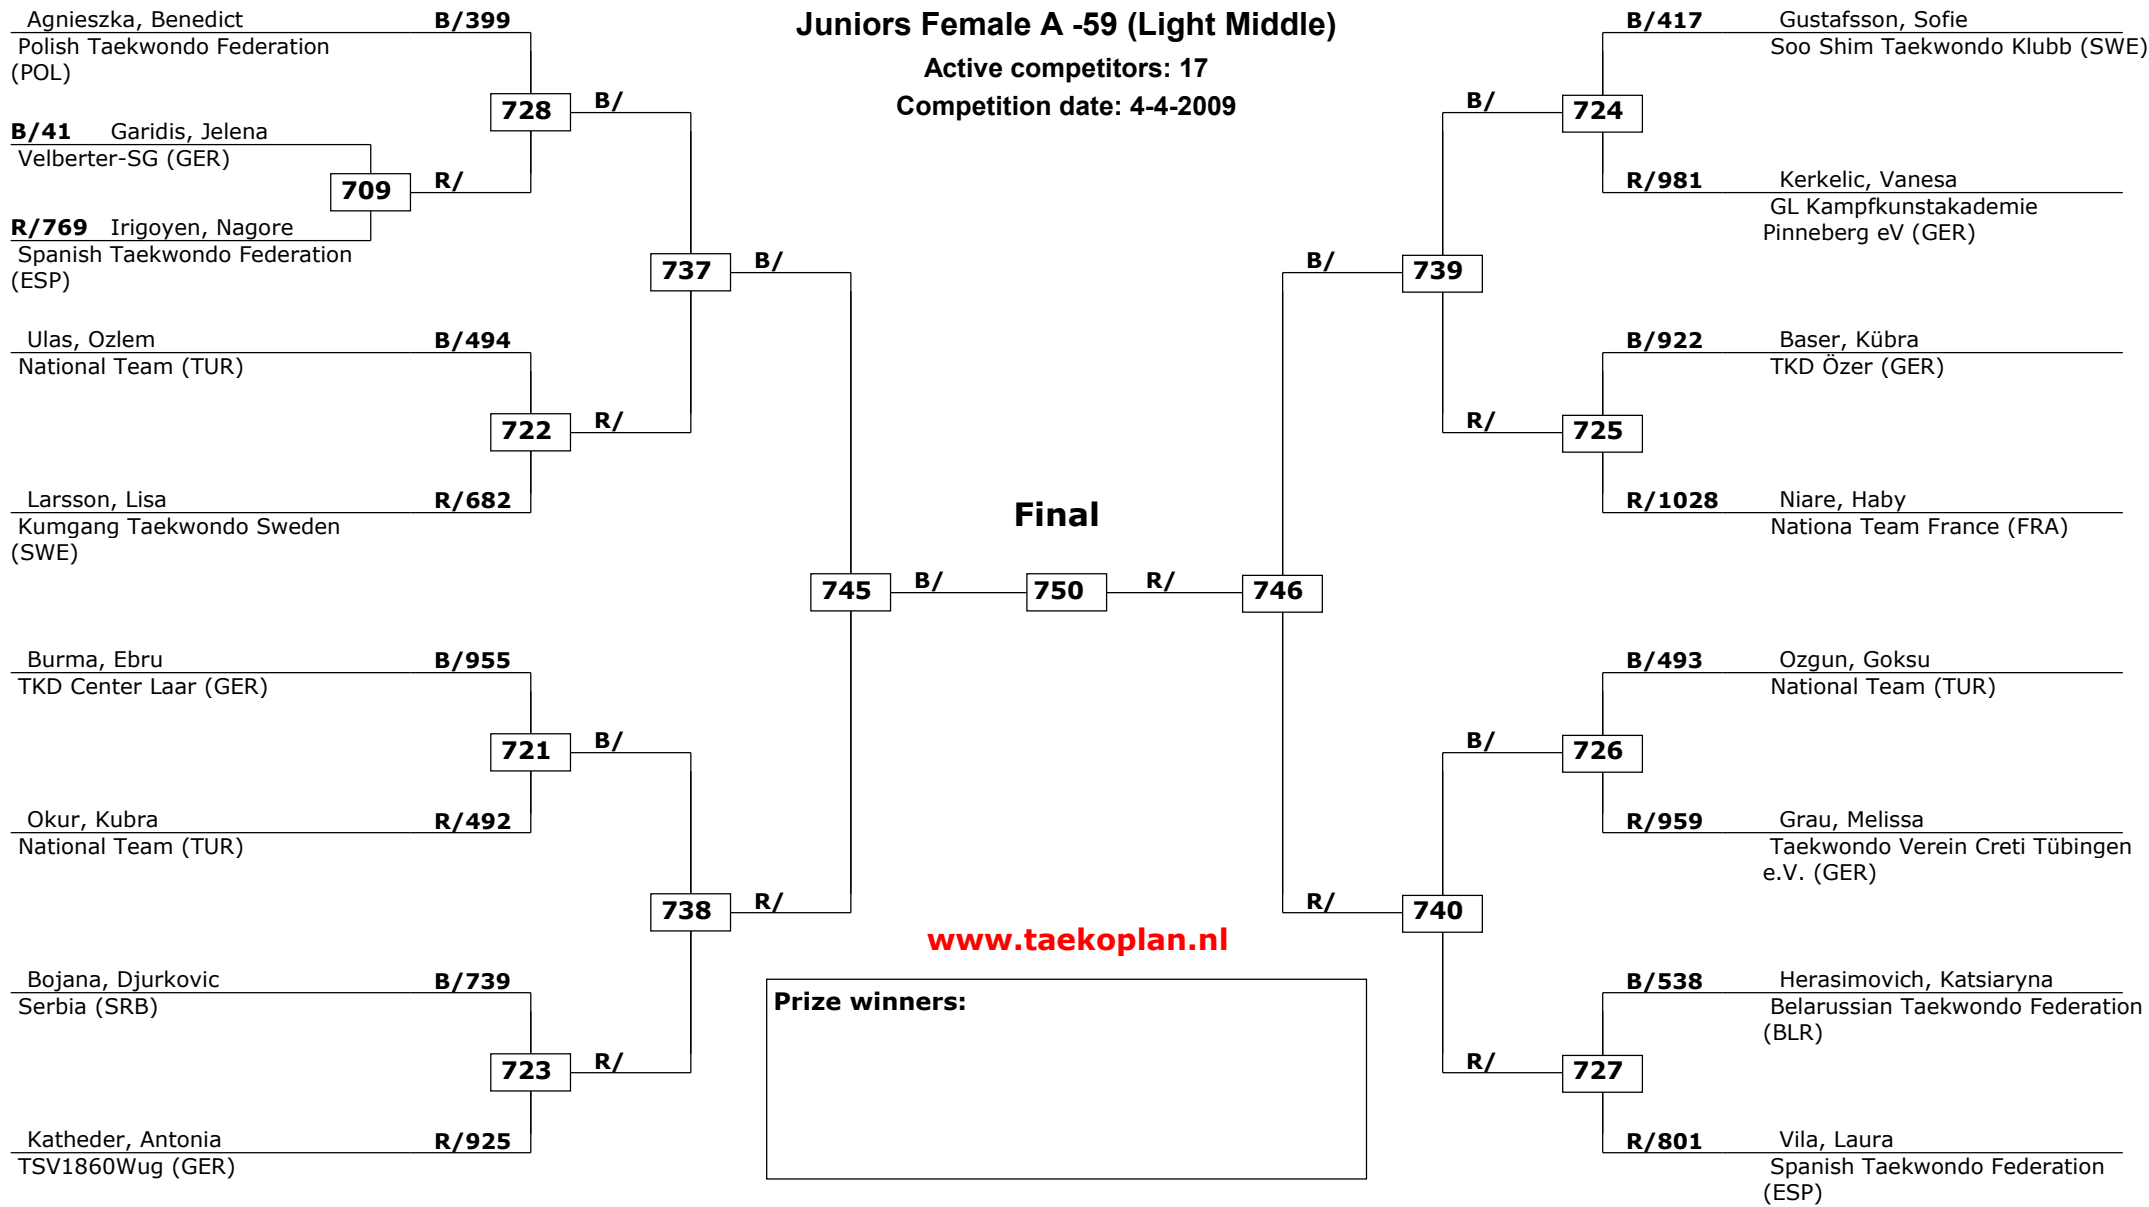 Juniors Female A -59 (Light Middle)
Active competitors: 17
Competition date: 4-4-2009
Agnieszka, Benedict B/399
Polish Taekwondo Federation
(POL)
728
B/
B/41 Garidis, Jelena
Velberter-SG (GER)
709
R/
R/769 Irigoyen, Nagore
Spanish Taekwondo Federation
(ESP)
737
B/
Ulas, Ozlem B/494
National Team (TUR)
722
R/
Larsson, Lisa R/682
Kumgang Taekwondo Sweden
(SWE)
745
B/
Burma, Ebru B/955
TKD Center Laar (GER)
721
B/
Okur, Kubra R/492
National Team (TUR)
738
R/
Bojana, Djurkovic B/739
Serbia (SRB)
723
R/
Katheder, Antonia R/925
TSV1860Wug (GER)
Final
750
R/
746
B/417 Gustafsson, Sofie
Soo Shim Taekwondo Klubb (SWE)
B/
724
R/981 Kerkelic, Vanesa
GL Kampfkunstakademie
Pinneberg eV (GER)
B/
739
B/922 Baser, Kübra
TKD Özer (GER)
R/
725
R/1028 Niare, Haby
Nationa Team France (FRA)
B/493 Ozgun, Goksu
National Team (TUR)
B/
726
R/959 Grau, Melissa
Taekwondo Verein Creti Tübingen
e.V. (GER)
R/
740
B/538 Herasimovich, Katsiaryna
Belarussian Taekwondo Federation
(BLR)
R/
727
R/801 Vila, Laura
Spanish Taekwondo Federation
(ESP)
www.taekoplan.nl
Prize winners: